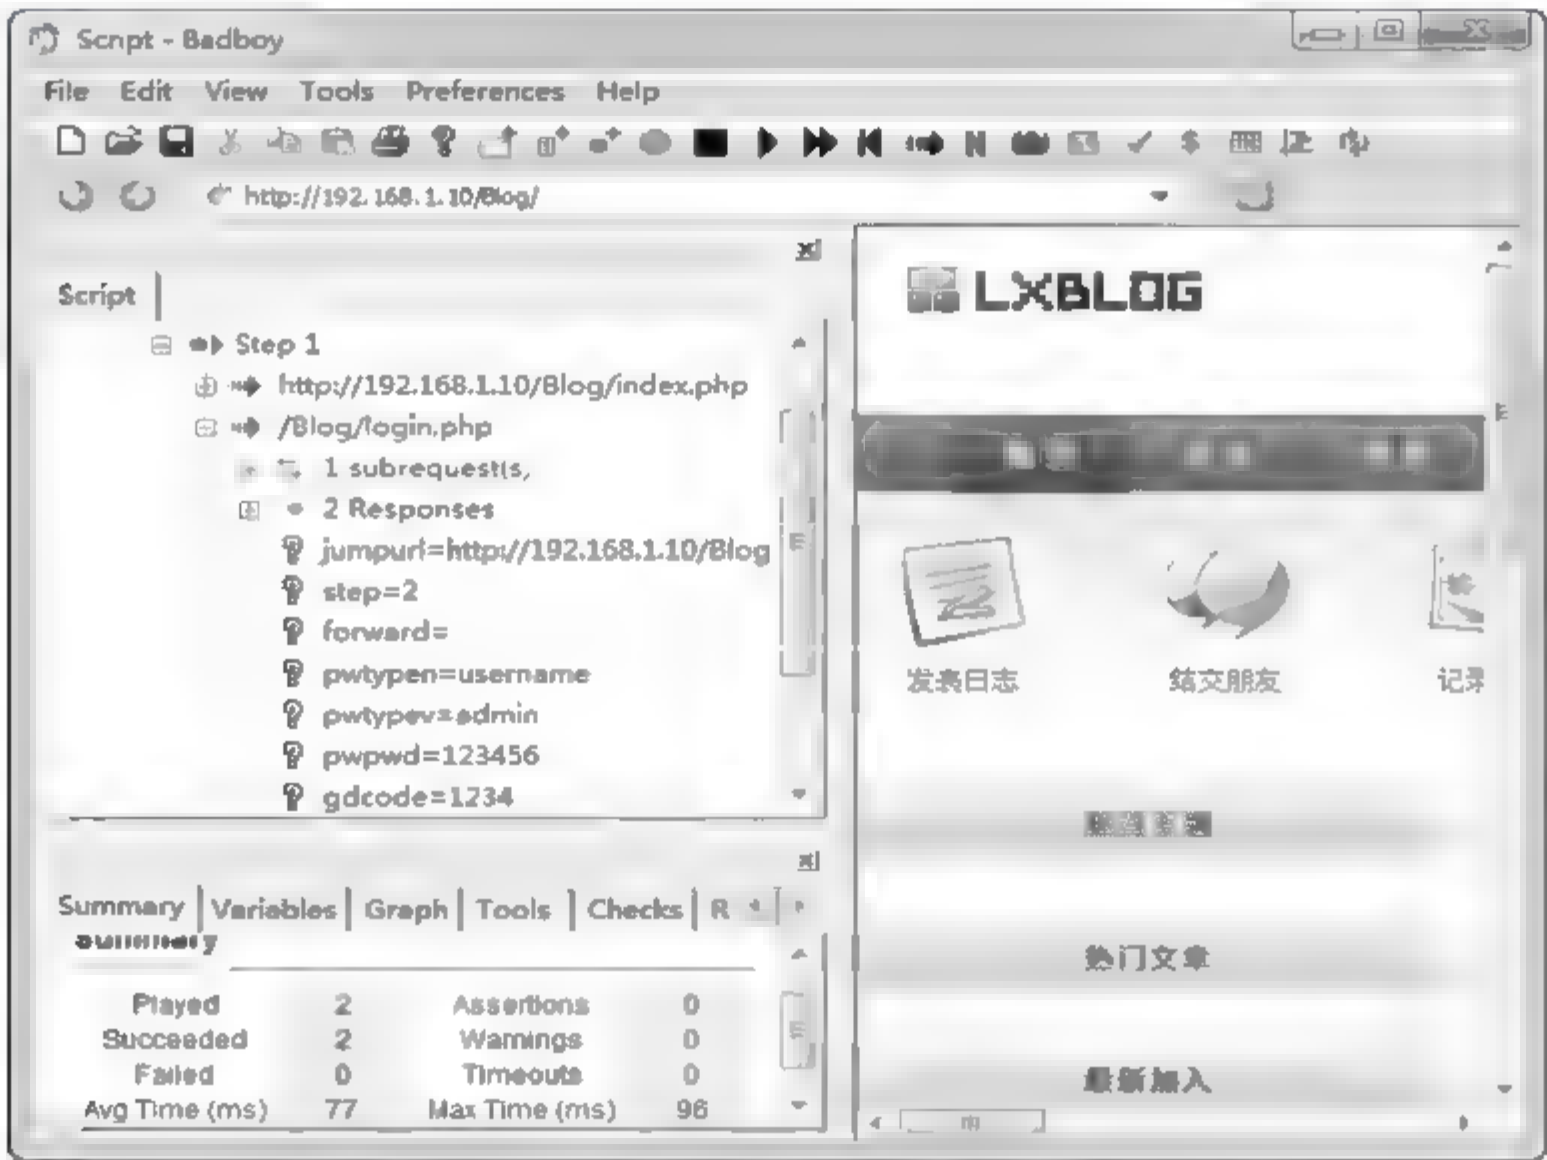 Script - Badboy
File Edit View Tools Preferences Help
http://192.168.1.10/Blog/
Script
Step 1
http://192.168.1.10/Blog/index.php
/Blog/login.php
1 subrequest(s,
2 Responses
jumpurl=http://192.168.1.10/Blog
step=2
forward=
pwtypen=username
pwtypev=admin
pwpwd=123456
gdcode=1234
Summary Variables Graph Tools Checks R
Summary
Played 2 Assertions 0
Succeeded 2 Warnings 0
Failed 0 Timeouts 0
Avg Time (ms) 77 Max Time (ms) 96
LXBLOG
发表日志 结交朋友 记录
热门文章
最新加入